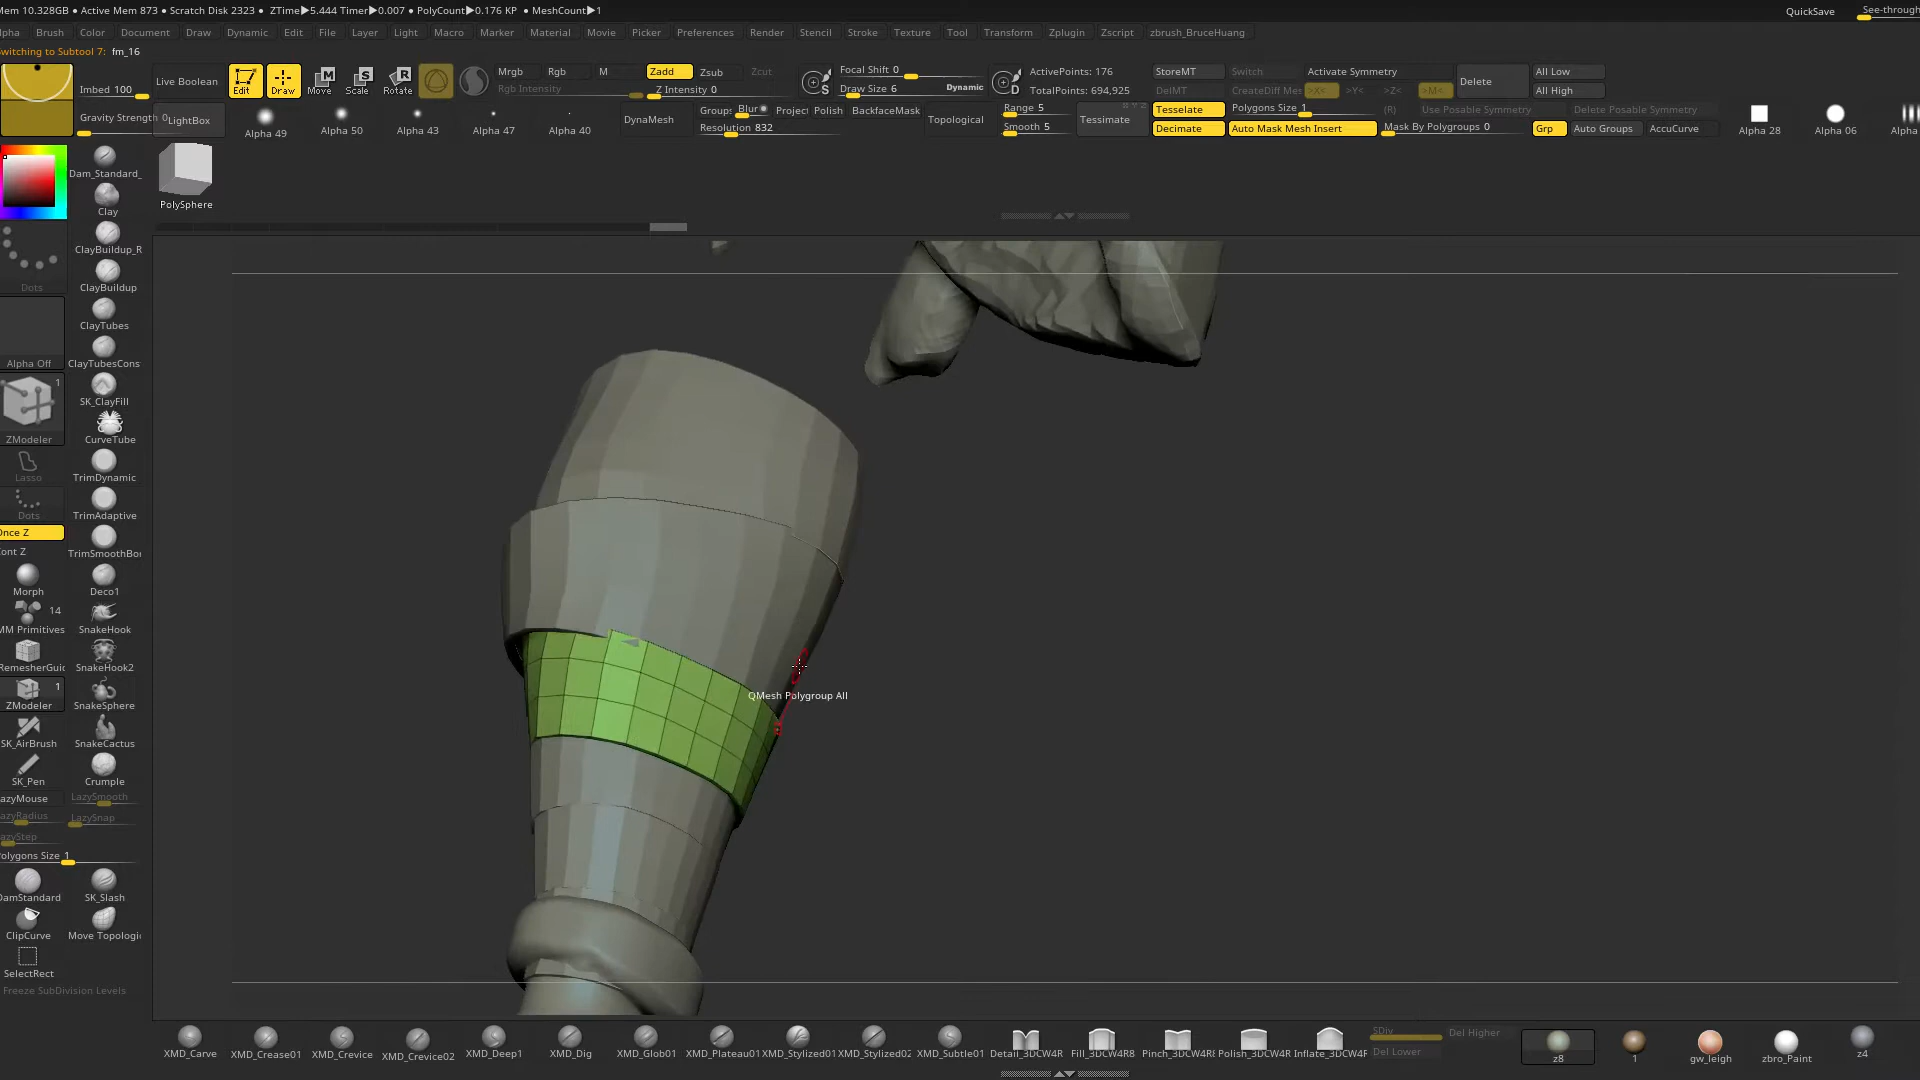 Mem 10.328GB ● Active Mem 873 ● Scratch Disk 2323 ● ZTime▶5.444 Timer▶0.007 ● PolyCount▶0.176 KP ● MeshCount▶1
QuickSave
See-through
lpha Brush Color Document Draw Dynamic Edit File Layer Light Macro Marker Material Movie Picker Preferences Render Stencil Stroke Texture Tool Transform Zplugin Zscript zbrush_BruceHuang
Switching to Subtool 7: fm_16
Imbed 100
Live Boolean
Edit Draw Move Scale Rotate
Mrgb Rgb M Zadd Zsub Zcut
Rgb Intensity
Z Intensity 0
Focal Shift 0
Draw Size 6
Dynamic
ActivePoints: 176
TotalPoints: 694,925
StoreMT Switch
DelMT CreateDiff Mes
Activate Symmetry
>X< >Y< >Z< >M<
Delete
All Low
All High
Gravity Strength 0
LightBox
Alpha 49
Alpha 50
Alpha 43
Alpha 47
Alpha 40
DynaMesh
Groups Blur Project Polish BackfaceMask
Resolution 832
Topological
Range 5
Smooth 5
Tessimate
Tesselate
Decimate
Polygons Size 1
Auto Mask Mesh Insert
(R) Use Posable Symmetry Delete Posable Symmetry
Mask By Polygroups 0
Grp Auto Groups AccuCurve
Alpha 28
Alpha 06
Alpha
PolySphere
Dam_Standard_
Clay
ClayBuildup_R
Dots
ClayBuildup
ClayTubes
Alpha Off
ClayTubesCons
SK_ClayFill
1
ZModeler
CurveTube
Lasso
TrimDynamic
Dots
TrimAdaptive
Once Z
Cont Z
TrimSmoothBor
Morph
Deco1
14
MM Primitives
SnakeHook
RemesherGuid
SnakeHook2
1
ZModeler
SnakeSphere
SK_AirBrush
SnakeCactus
SK_Pen
Crumple
LazyMouse
LazySmooth
LazyRadius
LazySnap
LazyStep
Polygons Size 1
DamStandard
SK_Slash
ClipCurve
Move Topologic
SelectRect
Freeze SubDivision Levels
QMesh Polygroup All
XMD_Carve
XMD_Crease01
XMD_Crevice
XMD_Crevice02
XMD_Deep1
XMD_Dig
XMD_Glob01
XMD_Plateau01
XMD_Stylized01
XMD_Stylized02
XMD_Subtle01
Detail_3DCW4R
Fill_3DCW4R8
Pinch_3DCW4R8
Polish_3DCW4R
Inflate_3DCW4R
SDiv
Del Lower
Del Higher
z8
1
gw_leigh
zbro_Paint
z4